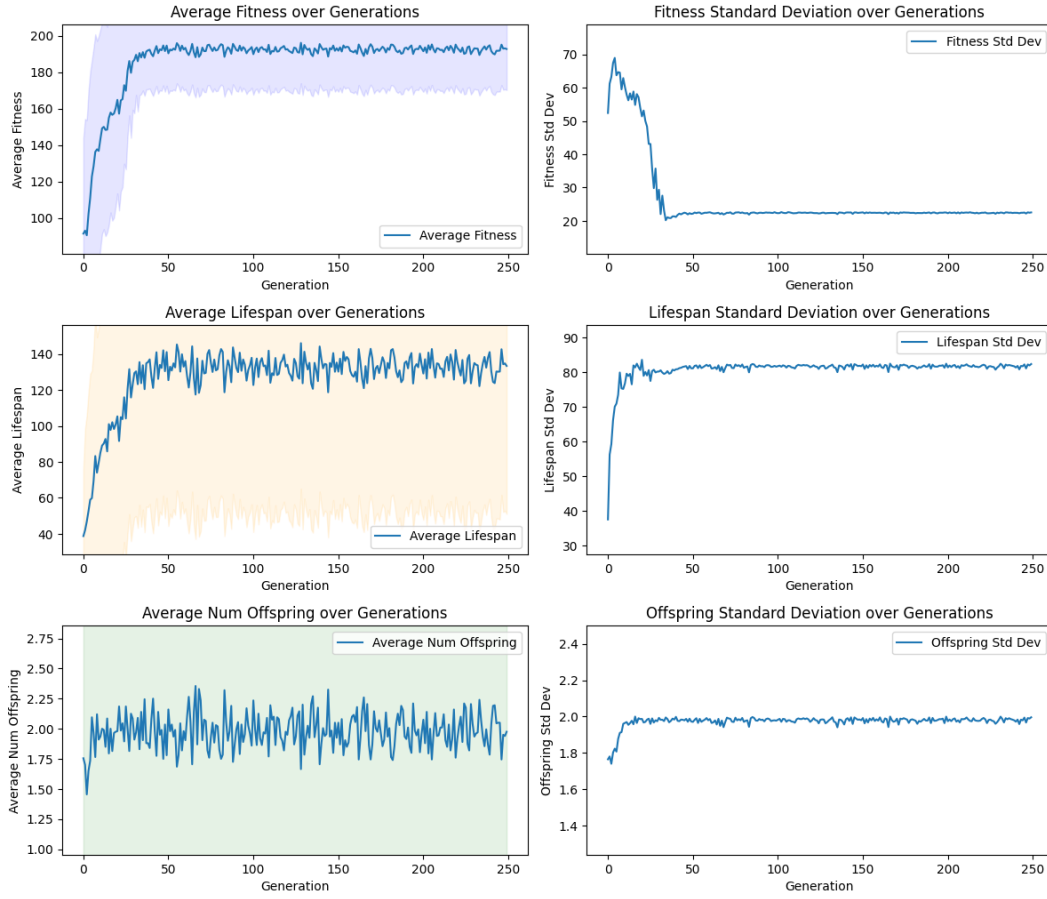 Average Fitness over Generations
200
180
160
140
120
100
Average Fitness
Average Fitness
0 50 100 150 200 250
Generation
Fitness Standard Deviation over Generations
70
60
50
40
30
20
Fitness Std Dev
Fitness Std Dev
0 50 100 150 200 250
Generation
Average Lifespan over Generations
140
120
100
80
60
40
Average Lifespan
Average Lifespan
0 50 100 150 200 250
Generation
Lifespan Standard Deviation over Generations
90
80
70
60
50
40
30
Lifespan Std Dev
Lifespan Std Dev
0 50 100 150 200 250
Generation
Average Num Offspring over Generations
2.75
2.50
2.25
2.00
1.75
1.50
1.25
1.00
Average Num Offspring
Average Num Offspring
0 50 100 150 200 250
Generation
Offspring Standard Deviation over Generations
2.4
2.2
2.0
1.8
1.6
1.4
Offspring Std Dev
Offspring Std Dev
0 50 100 150 200 250
Generation